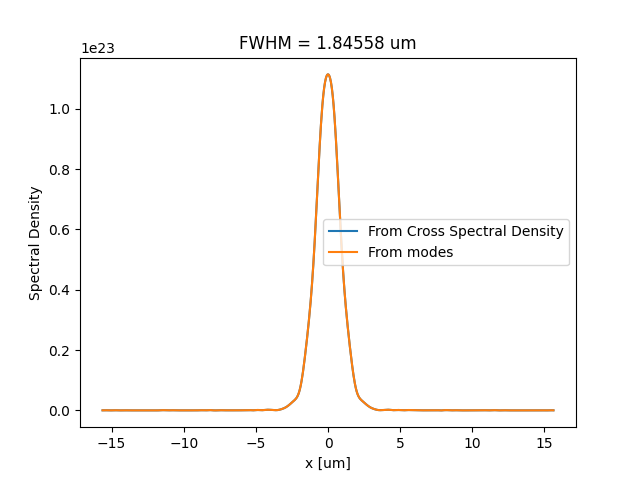 FWHM = 1.84558 um
1e23
1.0
0.8
0.6
0.4
0.2
0.0
Spectral Density
From Cross Spectral Density
From modes
−15 −10 −5 0 5 10 15
x [um]